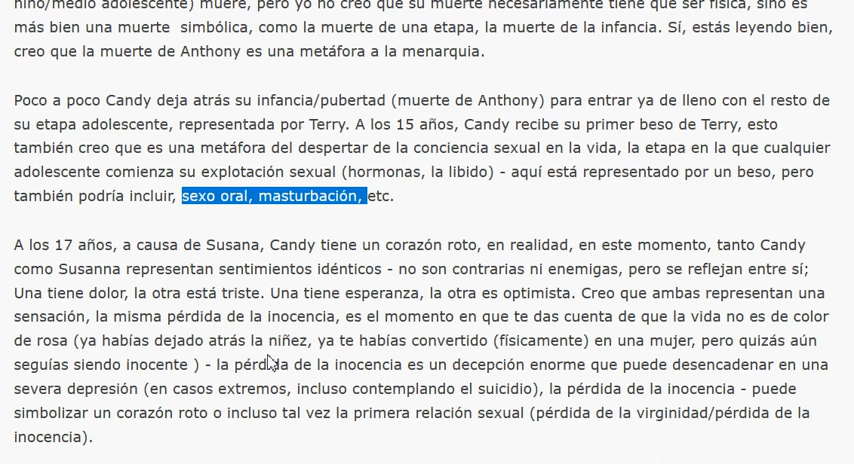 niño/medio adolescente) muere, pero yo no creo que su muerte necesariamente tiene que ser física, sino es
más bien una muerte simbólica, como la muerte de una etapa, la muerte de la infancia. Sí, estás leyendo bien,
creo que la muerte de Anthony es una metáfora a la menarquia.
Poco a poco Candy deja atrás su infancia/pubertad (muerte de Anthony) para entrar ya de lleno con el resto de
su etapa adolescente, representada por Terry. A los 15 años, Candy recibe su primer beso de Terry, esto
también creo que es una metáfora del despertar de la conciencia sexual en la vida, la etapa en la que cualquier
adolescente comienza su explotación sexual (hormonas, la libido) - aquí está representado por un beso, pero
también podría incluir, sexo oral, masturbación, etc.
A los 17 años, a causa de Susana, Candy tiene un corazón roto, en realidad, en este momento, tanto Candy
como Susanna representan sentimientos idénticos - no son contrarias ni enemigas, pero se reflejan entre sí;
Una tiene dolor, la otra está triste. Una tiene esperanza, la otra es optimista. Creo que ambas representan una
sensación, la misma pérdida de la inocencia, es el momento en que te das cuenta de que la vida no es de color
de rosa (ya habías dejado atrás la niñez, ya te habías convertido (físicamente) en una mujer, pero quizás aún
seguías siendo inocente ) - la pérdida de la inocencia es un decepción enorme que puede desencadenar en una
severa depresión (en casos extremos, incluso contemplando el suicidio), la pérdida de la inocencia - puede
simbolizar un corazón roto o incluso tal vez la primera relación sexual (pérdida de la virginidad/pérdida de la
inocencia).